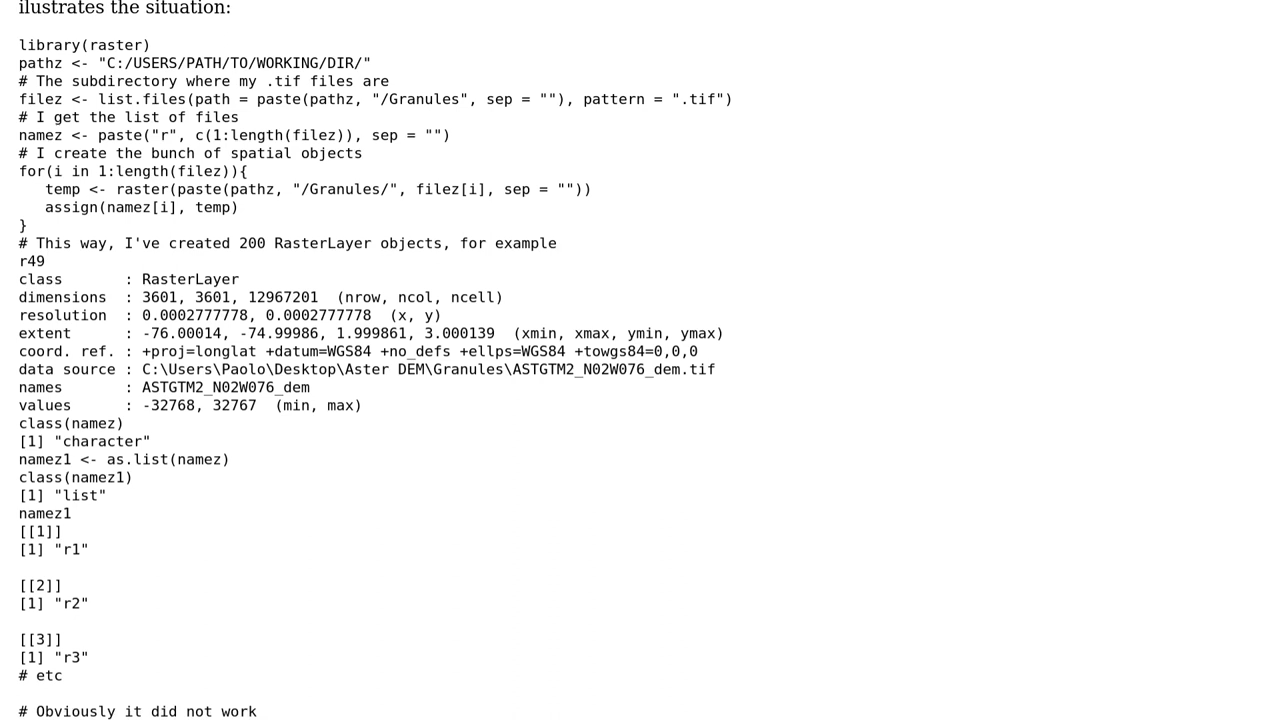 ilustrates the situation:
library(raster)
pathz <- "C:/USERS/PATH/TO/WORKING/DIR/"
# The subdirectory where my .tif files are
filez <- list.files(path = paste(pathz, "/Granules", sep = ""), pattern = ".tif")
# I get the list of files
namez <- paste("r", c(1:length(filez)), sep = "")
# I create the bunch of spatial objects
for(i in 1:length(filez)){
   temp <- raster(paste(pathz, "/Granules/", filez[i], sep = ""))
   assign(namez[i], temp)
}
# This way, I've created 200 RasterLayer objects, for example
r49
class       : RasterLayer
dimensions  : 3601, 3601, 12967201  (nrow, ncol, ncell)
resolution  : 0.0002777778, 0.0002777778  (x, y)
extent      : -76.00014, -74.99986, 1.999861, 3.000139  (xmin, xmax, ymin, ymax)
coord. ref. : +proj=longlat +datum=WGS84 +no_defs +ellps=WGS84 +towgs84=0,0,0
data source : C:\Users\Paolo\Desktop\Aster DEM\Granules\ASTGTM2_N02W076_dem.tif
names       : ASTGTM2_N02W076_dem
values      : -32768, 32767  (min, max)
class(namez)
[1] "character"
namez1 <- as.list(namez)
class(namez1)
[1] "list"
namez1
[[1]]
[1] "r1"
[[2]]
[1] "r2"
[[3]]
[1] "r3"
# etc
# Obviously it did not work